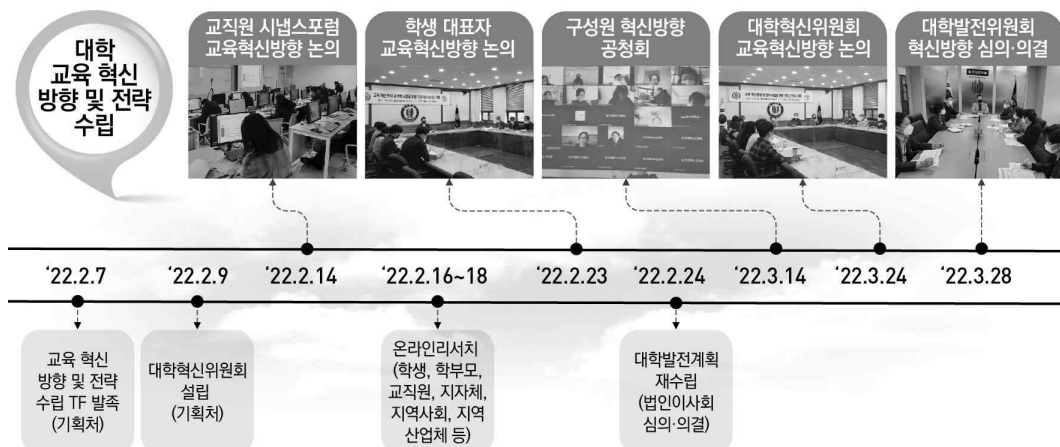 대학
교육 혁신
방향 및 전략
수립
교직원 시냅스포럼
교육혁신방향 논의
학생 대표자
교육혁신방향 논의
구성원 혁신방향
공청회
대학혁신위원회
교육혁신방향 논의
대학발전위원회
혁신방향 심의·의결
‘22.2.7
‘22.2.9
‘22.2.14
‘22.2.16~18
‘22.2.23
‘22.2.24
‘22.3.14
‘22.3.24
‘22.3.28
교육 혁신
방향 및 전략
수립 TF 발족
(기획처)
대학혁신위원회
설립
(기획처)
온라인리서치
(학생, 학부모,
교직원, 지자체,
지역사회, 지역
산업체 등)
대학발전계획
재수립
(법인이사회
심의·의결)